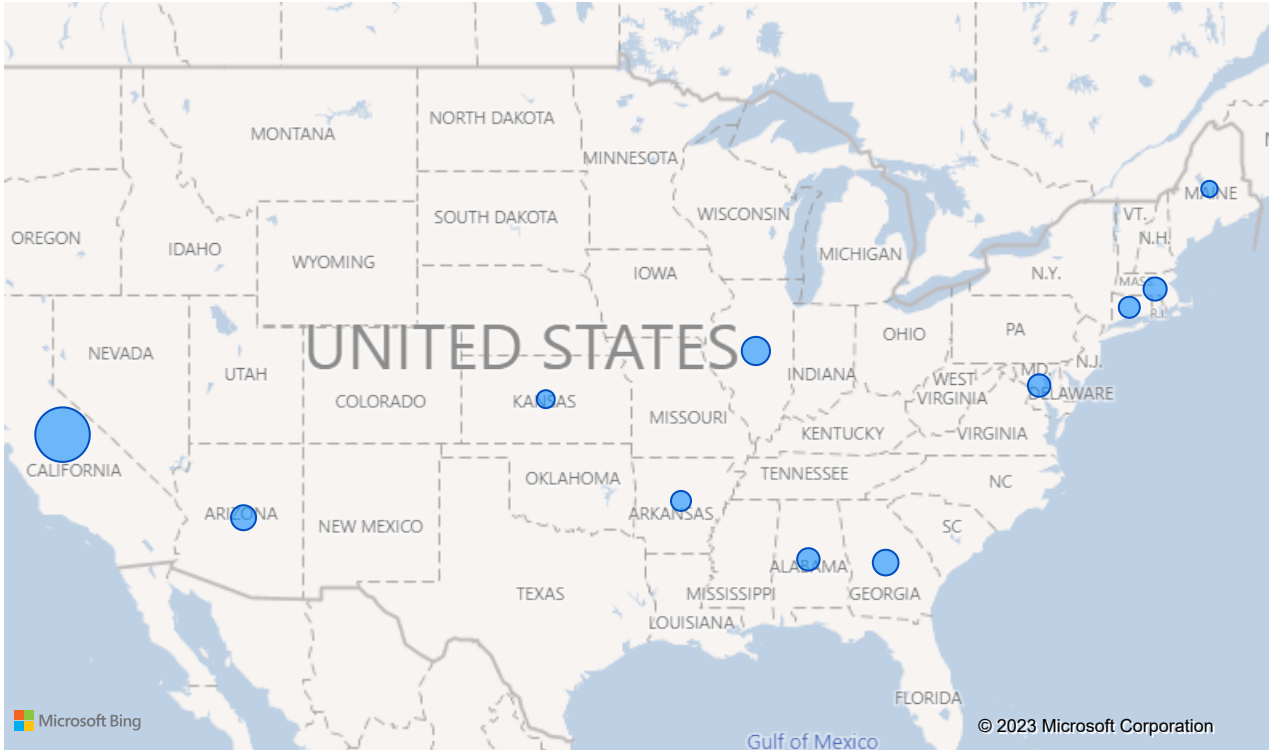 MAINE
MONTANA
NORTH DAKOTA
MINNESOTA
VT.
N.H.
OREGON
IDAHO
SOUTH DAKOTA
WISCONSIN
MICHIGAN
WYOMING
IOWA
N.Y.
MASS.
R.I.
NEVADA
UTAH
UNITED STATES
OHIO
PA
N.J.
COLORADO
KANSAS
INDIANA
WEST
VIRGINIA
MD.
DELAWARE
MISSOURI
KENTUCKY
VIRGINIA
CALIFORNIA
OKLAHOMA
TENNESSEE
NC
ARIZONA
NEW MEXICO
ARKANSAS
SC
ALABAMA
TEXAS
MISSISSIPPI
GEORGIA
LOUISIANA
FLORIDA
Microsoft Bing
Gulf of Mexico
© 2023 Microsoft Corporation